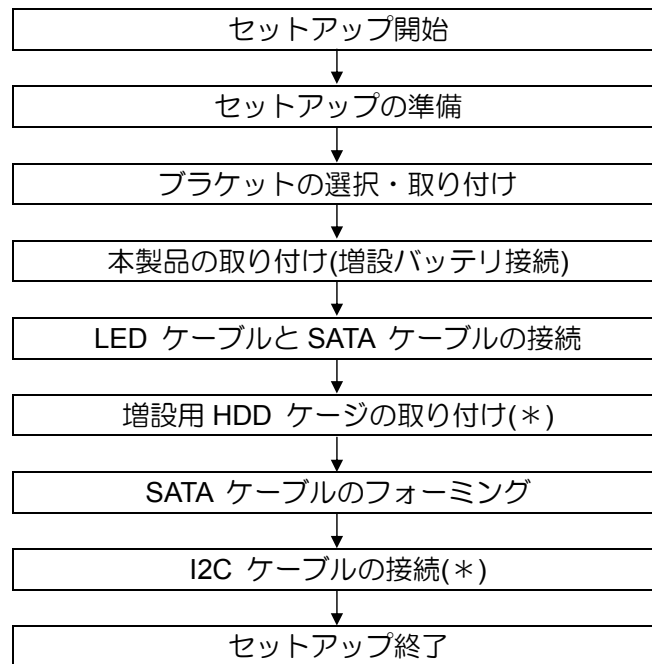 セットアップ開始
セットアップの準備
ブラケットの選択・取り付け
本製品の取り付け(増設バッテリ接続)
LED ケーブルと SATA ケーブルの接続
増設用 HDD ケージの取り付け(＊)
SATA ケーブルのフォーミング
I2C ケーブルの接続(＊)
セットアップ終了